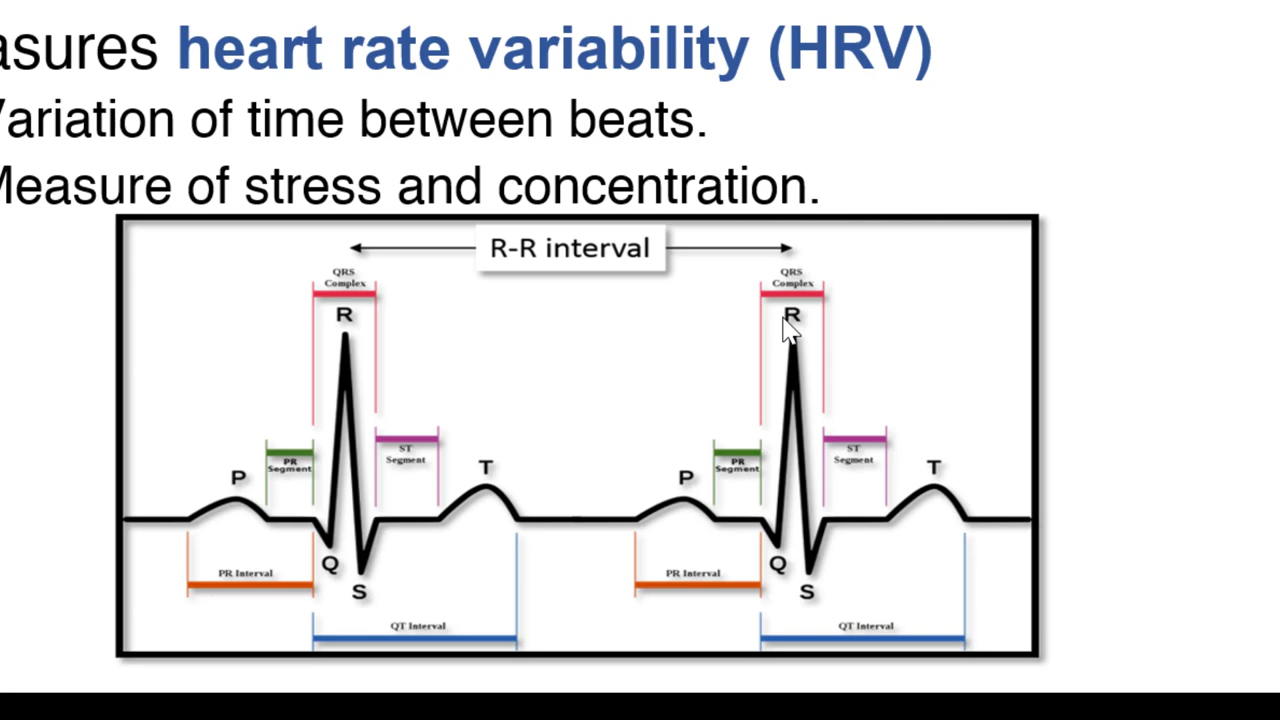 asures heart rate variability (HRV)
Variation of time between beats.
Measure of stress and concentration.
R-R interval
QRS
Complex
QRS
Complex
R
R
PR
Segment
ST
Segment
PR
Segment
ST
Segment
P
T
P
T
Q
S
Q
S
PR Interval
PR Interval
QT Interval
QT Interval